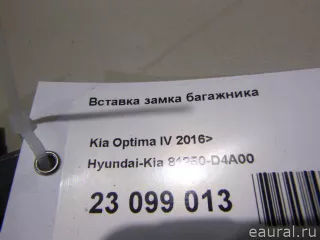 Вставка замка багажника
Kia Optima IV 2016>
Hyundai-Kia 81250-D4A00
23 099 013
eaural.ru